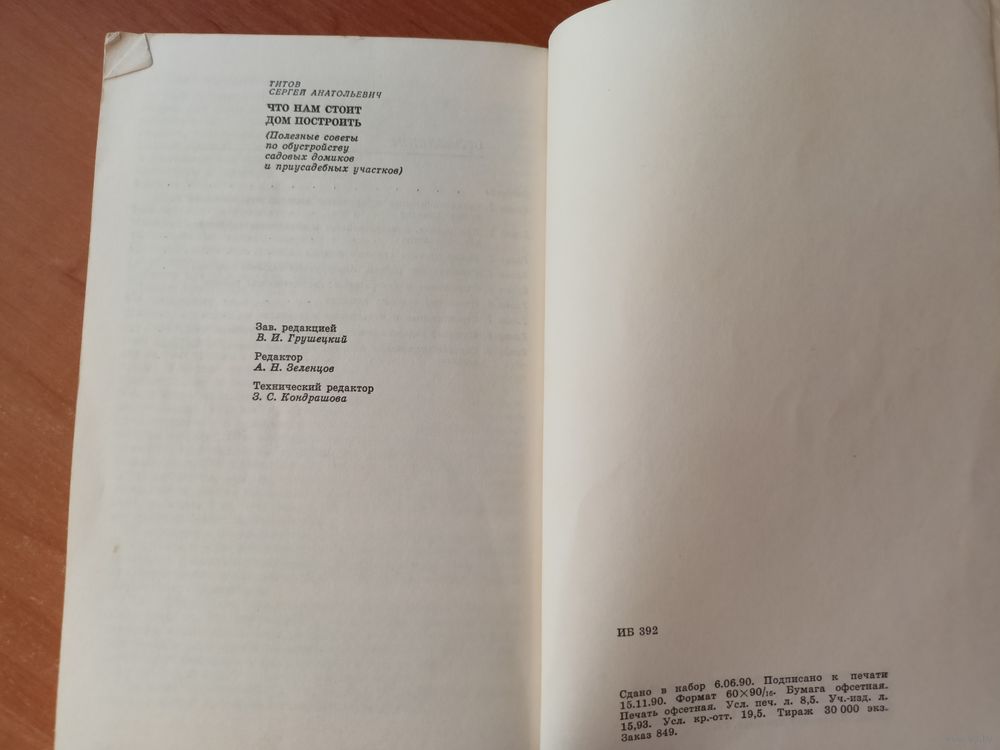 ТИТОВ
СЕРГЕЙ АНАТОЛЬЕВИЧ
ЧТО НАМ СТОИТ
ДОМ ПОСТРОИТЬ
(Полезные советы
по обустройству
садовых домиков
и приусадебных участков)
Зав. редакцией
В. И. Грушецкий
Редактор
А. Н. Зеленцов
Технический редактор
З. С. Кондрашова
ИБ 392
Сдано в набор 6.06.90. Подписано к печати
15.11.90. Формат 60×90/16. Бумага офсетная.
Печать офсетная. Усл. печ. л. 8,5. Уч.-изд. л.
15,93. Усл. кр.-отт. 19,5. Тираж 30 000 экз.
Заказ 849.